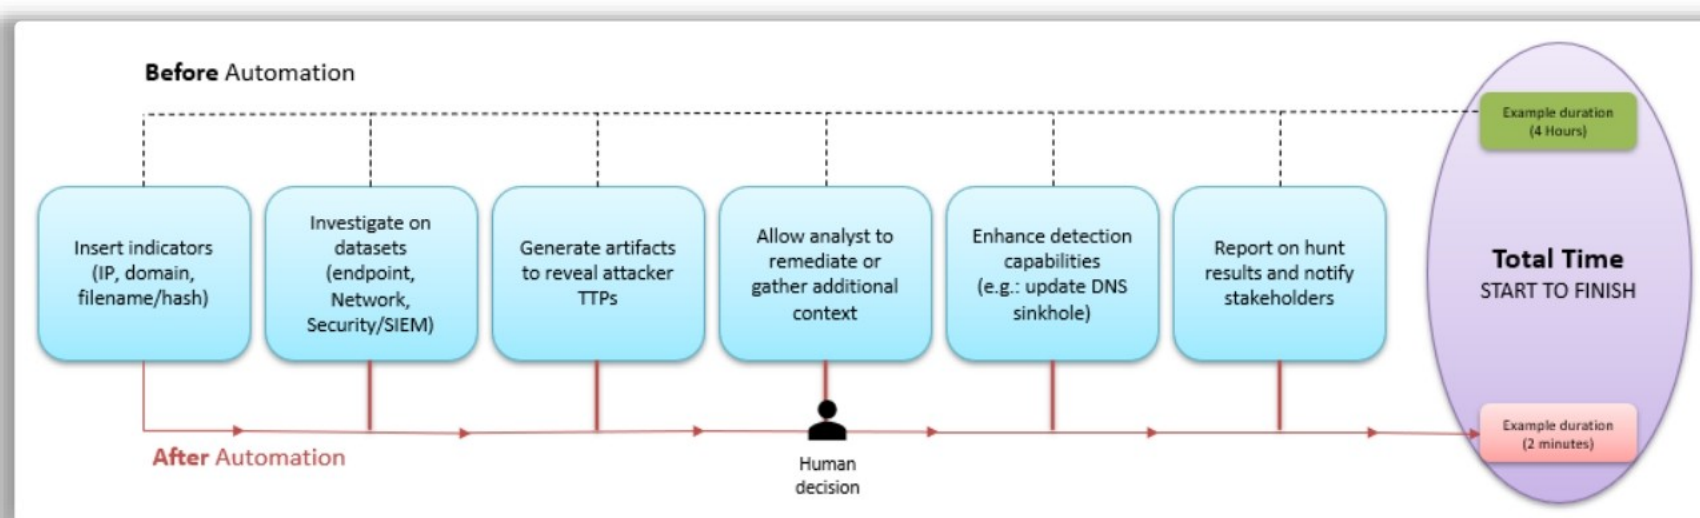 Before Automation
Example duration
(4 Hours)
Insert indicators
(IP, domain,
filename/hash)
Investigate on
datasets
(endpoint,
Network,
Security/SIEM)
Generate artifacts
to reveal attacker
TTPs
Allow analyst to
remediate or
gather additional
context
Enhance detection
capabilities
(e.g.: update DNS
sinkhole)
Report on hunt
results and notify
stakeholders
Total Time
START TO FINISH
After Automation
Human
decision
Example duration
(2 minutes)